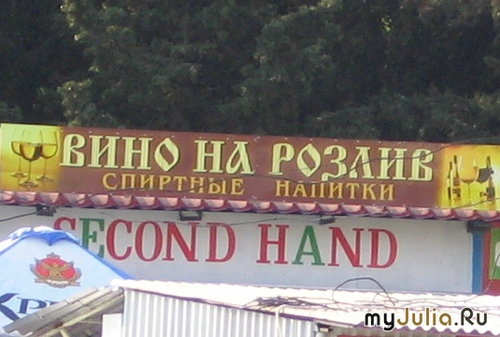 ВИНО НА РОЗЛИВ
СПИРТНЫЕ НАПИТКИ
SECOND HAND
myJulia.Ru